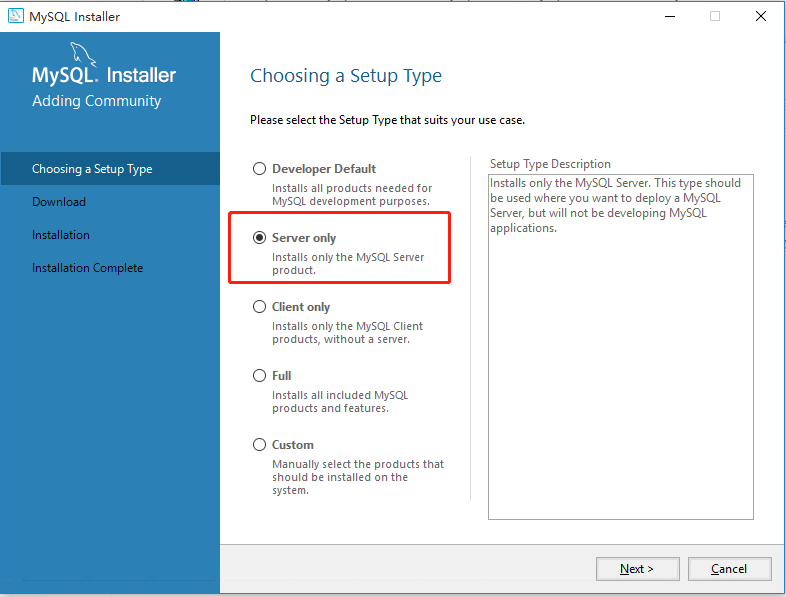 MySQL Installer
MySQL. Installer
Adding Community
Choosing a Setup Type
Download
Installation
Installation Complete
Choosing a Setup Type
Please select the Setup Type that suits your use case.
Developer Default
Installs all products needed for
MySQL development purposes.
Server only
Installs only the MySQL Server
product.
Client only
Installs only the MySQL Client
products, without a server.
Full
Installs all included MySQL
products and features.
Custom
Manually select the products that
should be installed on the
system.
Setup Type Description
Installs only the MySQL Server. This type should
be used where you want to deploy a MySQL
Server, but will not be developing MySQL
applications.
Next >
Cancel